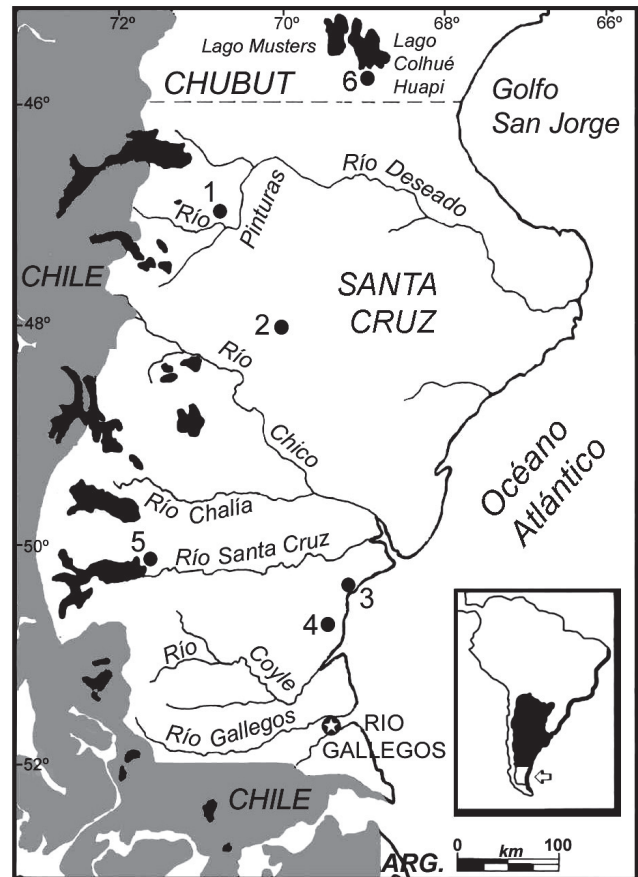 72º
70º
68º
66º
Lago Musters
Lago
Colhué
Huapi
6
CHUBUT
46º
Golfo
San Jorge
Río Deseado
1
Río
Pinturas
CHILE
SANTA
CRUZ
48º
2
Río
Chico
Océano
Atlántico
Río Chalía
50º
5
Río Santa Cruz
3
4
Río
Coyle
Río Gallegos
RIO
GALLEGOS
52º
CHILE
ARG.
0 km 100